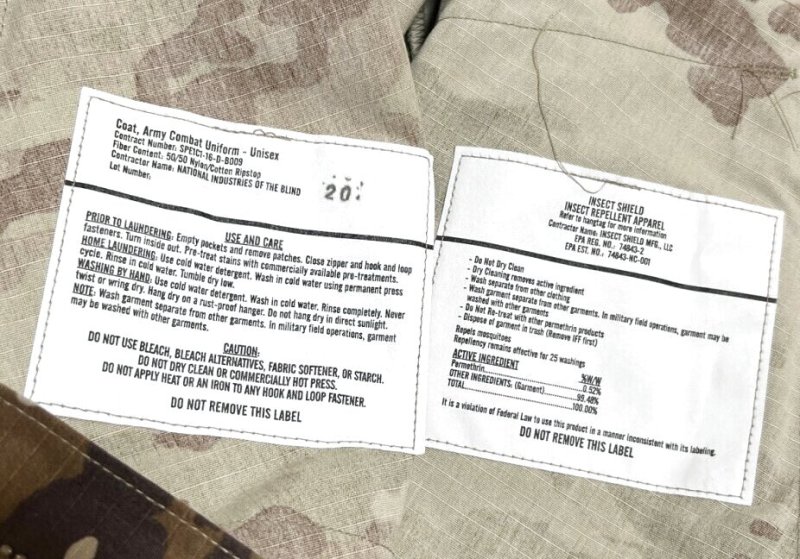 Coat, Army Combat Uniform - Unisex
Contract Number: SPE1C1-16-D-B009
Fiber Content: 50/50 Nylon/Cotton Ripstop
Contractor Name: NATIONAL INDUSTRIES OF THE BLIND
Lot Number:
20
USE AND CARE
PRIOR TO LAUNDERING: Empty pockets and remove patches. Close zipper and hook and loop
fasteners. Turn inside out. Pre-treat stains with commercially available pre-treatments.
HOME LAUNDERING: Use cold water detergent. Wash in cold water using permanent press
cycle. Rinse in cold water. Tumble dry low.
WASHING BY HAND: Use cold water detergent. Wash in cold water. Rinse completely. Never
twist or wring dry. Hang dry on a rust-proof hanger. Do not hang dry in direct sunlight.
NOTE: Wash garment separate from other garments. In military field operations, garment
may be washed with other garments.
CAUTION:
DO NOT USE BLEACH, BLEACH ALTERNATIVES, FABRIC SOFTENER, OR STARCH.
DO NOT DRY CLEAN OR COMMERCIALLY HOT PRESS.
DO NOT APPLY HEAT OR AN IRON TO ANY HOOK AND LOOP FASTENER.
DO NOT REMOVE THIS LABEL
INSECT SHIELD
INSECT REPELLENT APPAREL
Refer to hangtag for more information
Contractor Name: INSECT SHIELD MFG., LLC
EPA REG. NO.: 74843-2
EPA EST. NO.: 74843-NC-001
- Do Not Dry Clean
- Dry Cleaning removes active ingredient
- Wash separate from other clothing
- Wash garment separate from other garments. In military field operations, garment may be
washed with other garments
- Do Not Re-treat with other permethrin products
- Dispose of garment in trash (Remove IFF first)
Repels mosquitoes
Repellency remains effective for 25 washings
ACTIVE INGREDIENT %W/W
Permethrin 0.52%
OTHER INGREDIENTS: (Garment) 99.48%
TOTAL 100.00%
It is a violation of Federal Law to use this product in a manner inconsistent with its labeling.
DO NOT REMOVE THIS LABEL